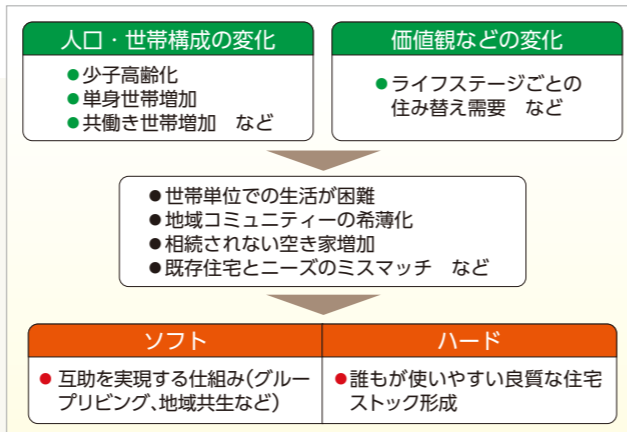 人口・世帯構成の変化
●少子高齢化
●単身世帯増加
●共働き世帯増加　など
価値観などの変化
●ライフステージごとの
住み替え需要　など
●世帯単位での生活が困難
●地域コミュニティーの希薄化
●相続されない空き家増加
●既存住宅とニーズのミスマッチ　など
ソフト
●互助を実現する仕組み(グルー
プリビング、地域共生など)
ハード
●誰もが使いやすい良質な住宅
ストック形成